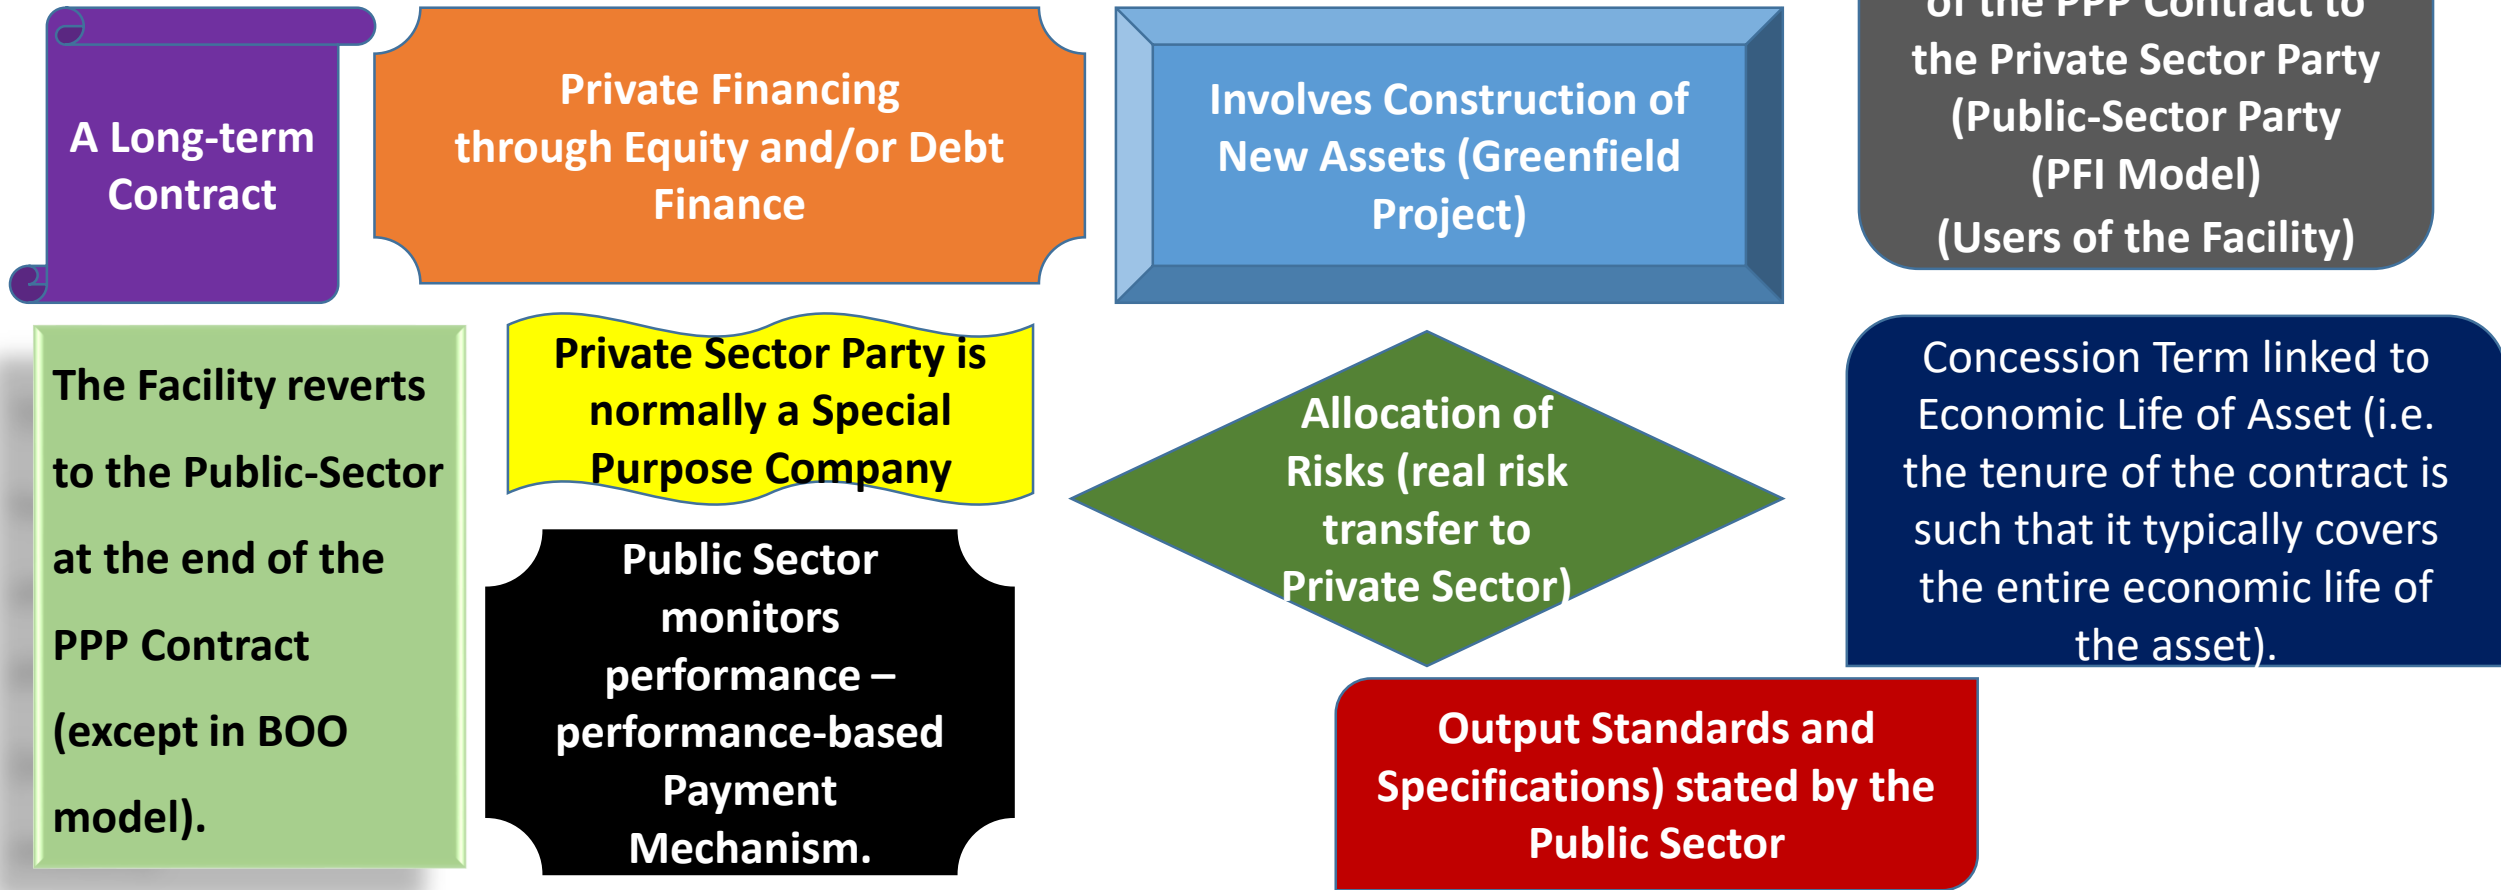 A Long-term
Contract
Private Financing
through Equity and/or Debt
Finance
Involves Construction of
New Assets (Greenfield
Project)
of the PPP Contract to
the Private Sector Party
(Public-Sector Party
(PFI Model)
(Users of the Facility)
The Facility reverts
to the Public-Sector
at the end of the
PPP Contract
(except in BOO
model).
Private Sector Party is
normally a Special
Purpose Company
Public Sector
monitors
performance –
performance-based
Payment
Mechanism.
Allocation of
Risks (real risk
transfer to
Private Sector)
Concession Term linked to
Economic Life of Asset (i.e.
the tenure of the contract is
such that it typically covers
the entire economic life of
the asset).
Output Standards and
Specifications) stated by the
Public Sector